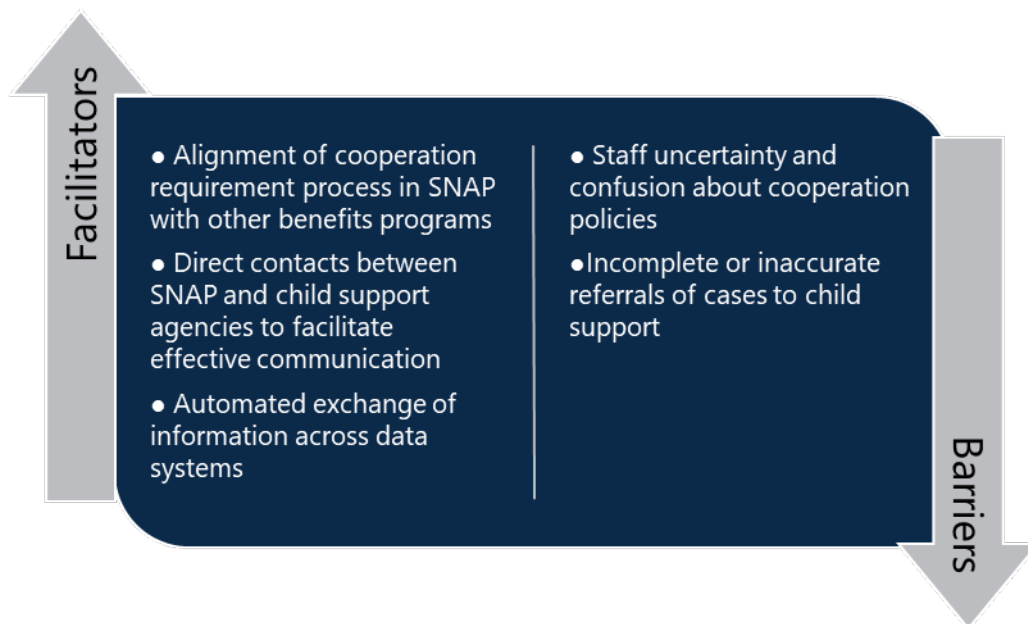 Facilitators
● Alignment of cooperation
requirement process in SNAP
with other benefits programs
● Direct contacts between
SNAP and child support
agencies to facilitate
effective communication
● Automated exchange of
information across data
systems
● Staff uncertainty and
confusion about cooperation
policies
●Incomplete or inaccurate
referrals of cases to child
support
Barriers